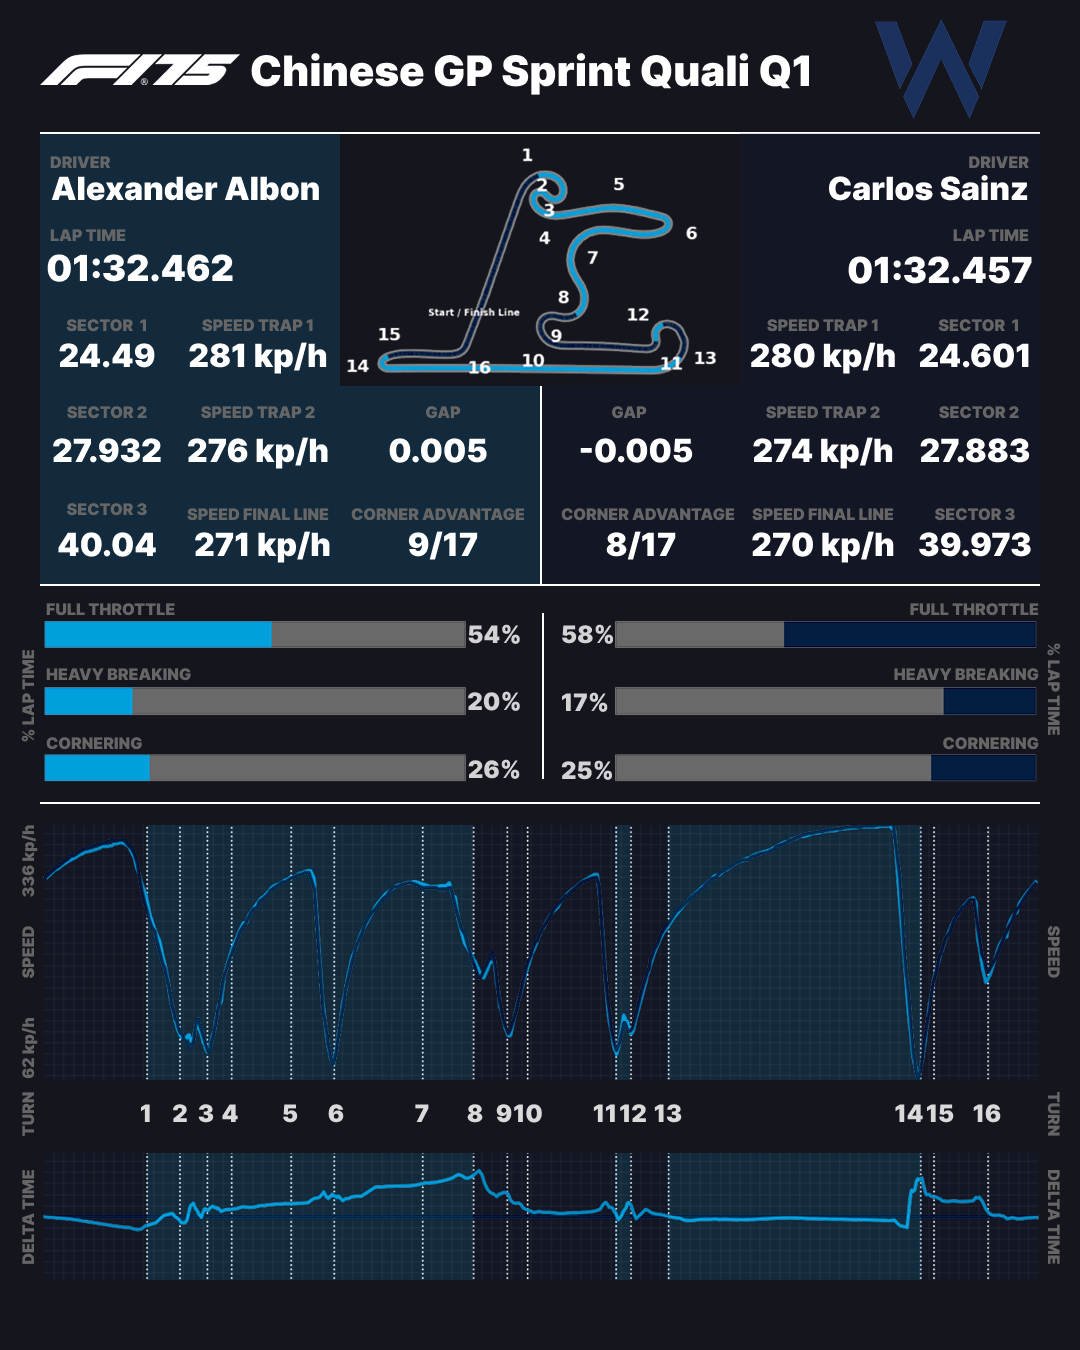 F1.75 Chinese GP Sprint Quali Q1
DRIVER
Alexander Albon
LAP TIME
01:32.462
SECTOR 1
SPEED TRAP 1
24.49
281 kp/h
SECTOR 2
SPEED TRAP 2
GAP
27.932
276 kp/h
0.005
SECTOR 3
SPEED FINAL LINE
CORNER ADVANTAGE
40.04
271 kp/h
9/17
1
2
3
4
5
6
7
8
9
10
11
12
13
14
15
16
Start / Finish Line
DRIVER
Carlos Sainz
LAP TIME
01:32.457
SPEED TRAP 1
SECTOR 1
280 kp/h
24.601
GAP
SPEED TRAP 2
SECTOR 2
-0.005
274 kp/h
27.883
CORNER ADVANTAGE
SPEED FINAL LINE
SECTOR 3
8/17
270 kp/h
39.973
% LAP TIME
FULL THROTTLE
54%
HEAVY BREAKING
20%
CORNERING
26%
FULL THROTTLE
58%
HEAVY BREAKING
17%
CORNERING
25%
% LAP TIME
336 kp/h
SPEED
62 kp/h
SPEED
TURN
1 2 3 4 5 6 7 8 9 10 11 12 13 14 15 16
TURN
DELTA TIME
DELTA TIME